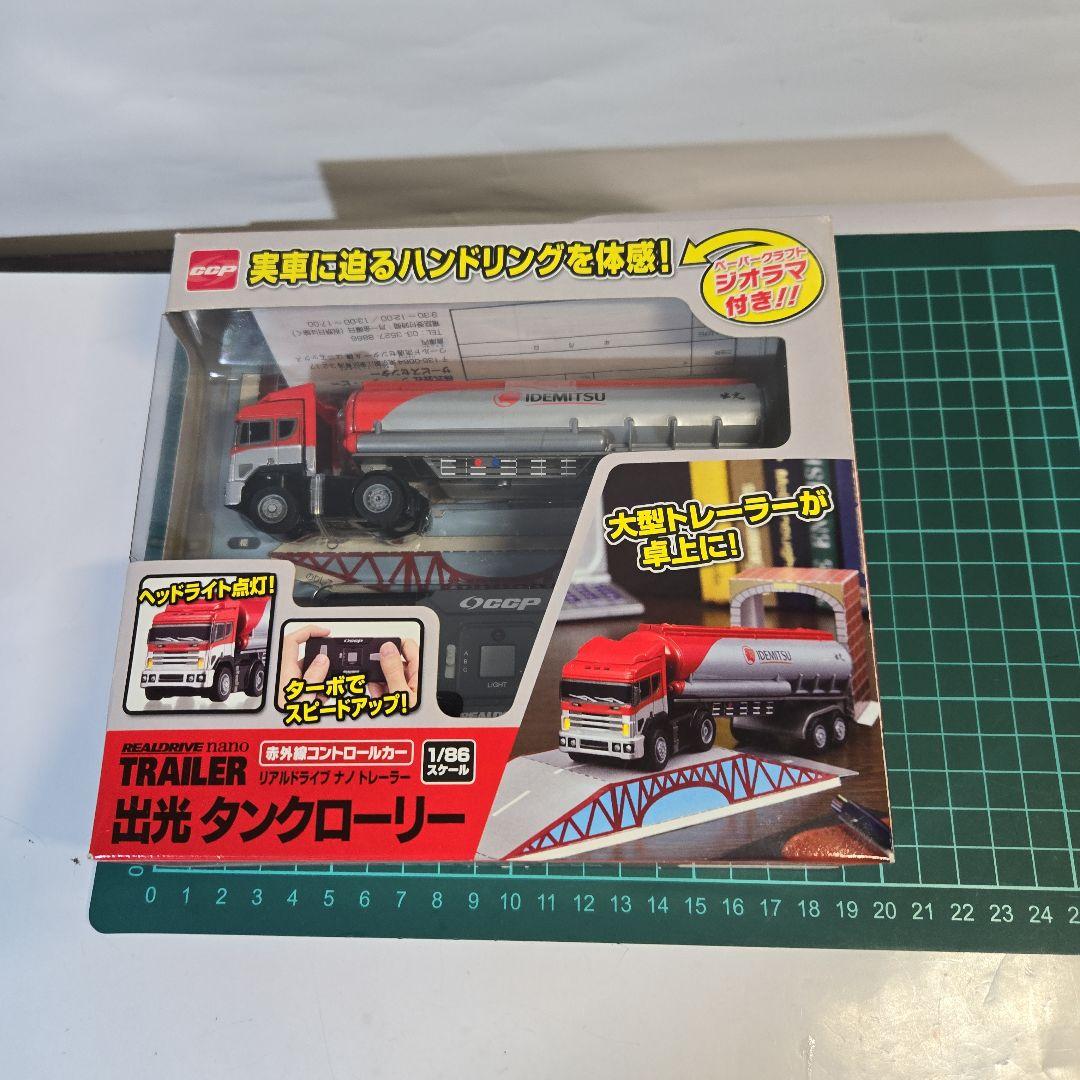 CCP 実車に迫るハンドリングを体感!
ペーパークラフト
ジオラマ
付き!!
IDEMITSU 出光
大型トレーラーが
卓上に!
ヘッドライト点灯!
CCP
ターボで
スピードアップ!
CCP
A
B
C
LIGHT
IDEMITSU
REALDRIVE nano
TRAILER
赤外線コントロールカー
リアルドライブ ナノ トレーラー
1/86
スケール
出光 タンクローリー
0
0 1 2 3 4 5 6 7 8 9 10 11 12 13 14 15 16 17 18 19 20 21 22 23 24